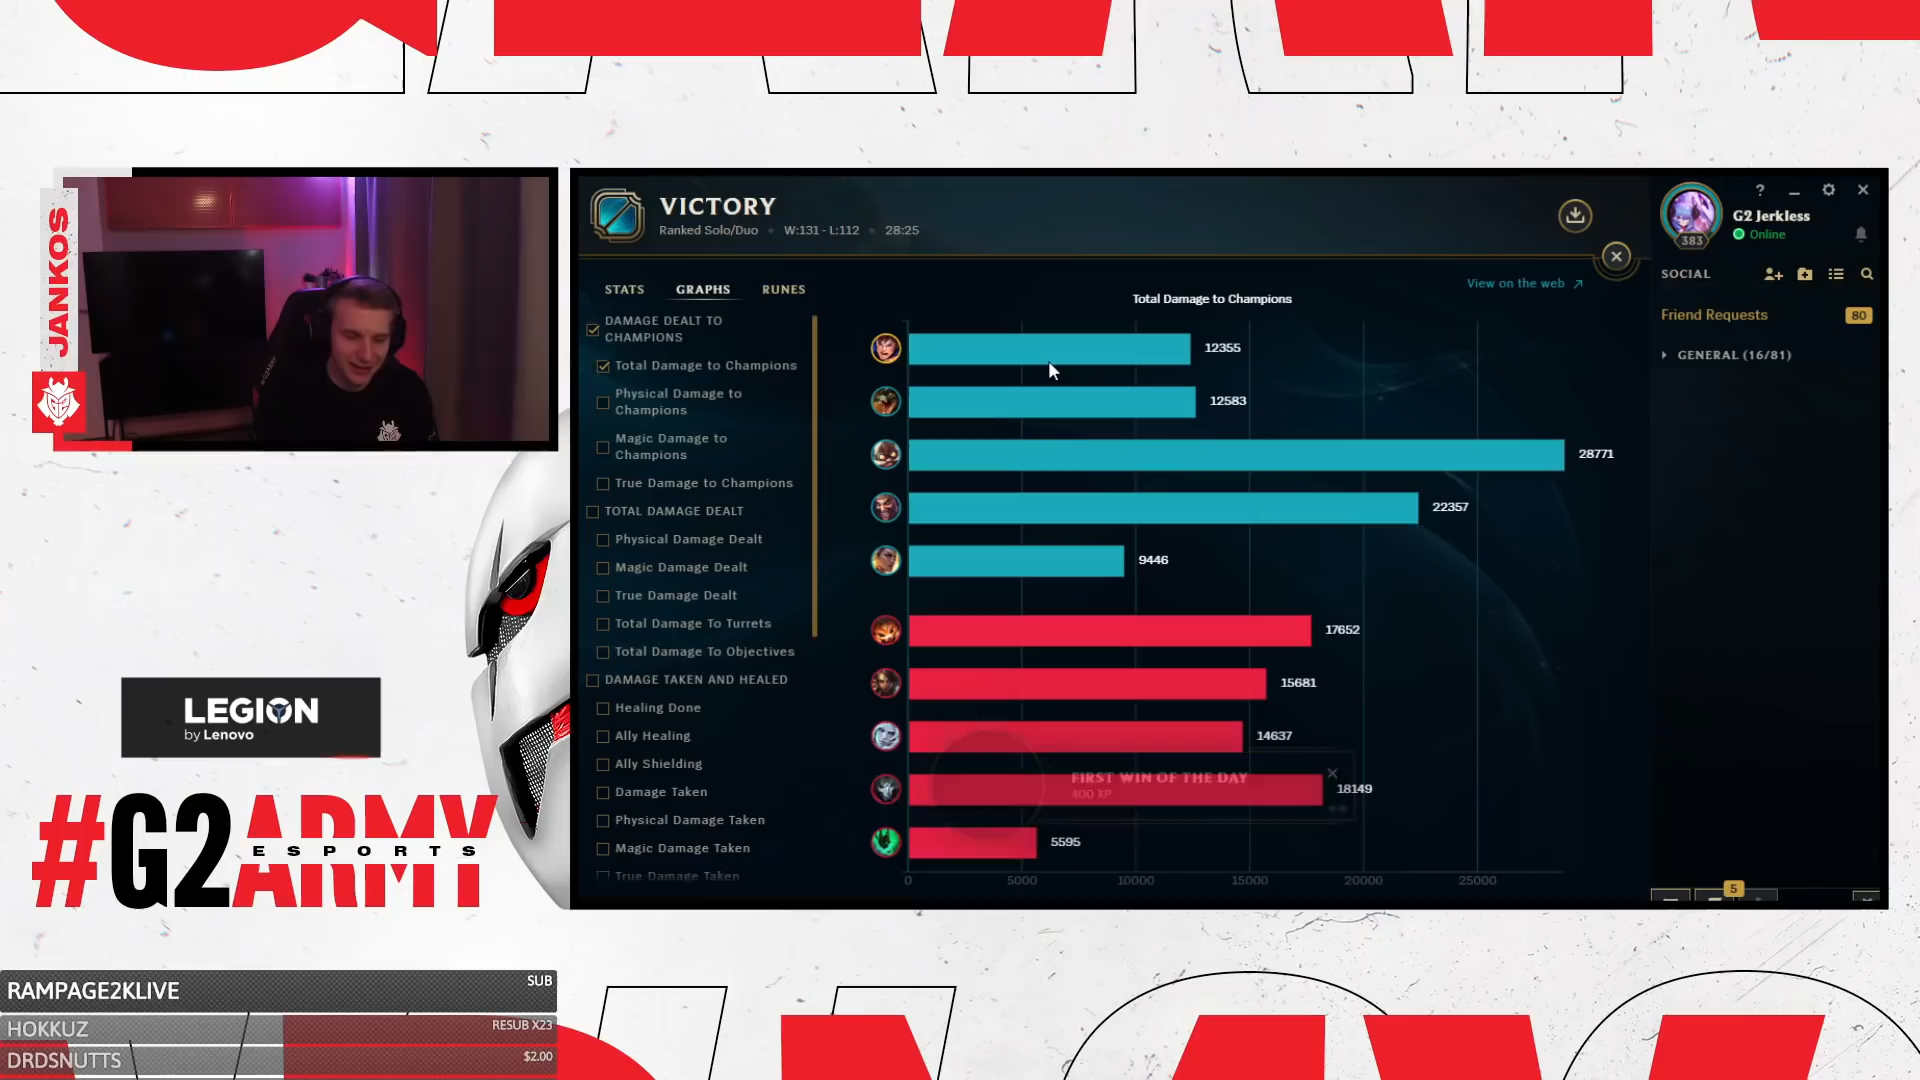 JANKOS
VICTORY
Ranked Solo/Duo • W:131 - L:112 • 28:25
? 
G2 Jerkless
Online
383
SOCIAL
Friend Requests
80
GENERAL (16/81)
STATS
GRAPHS
RUNES
View on the web
DAMAGE DEALT TO
CHAMPIONS
Total Damage to Champions
Physical Damage to
Champions
Magic Damage to
Champions
True Damage to Champions
TOTAL DAMAGE DEALT
Physical Damage Dealt
Magic Damage Dealt
True Damage Dealt
Total Damage To Turrets
Total Damage To Objectives
DAMAGE TAKEN AND HEALED
Healing Done
Ally Healing
Ally Shielding
Damage Taken
Physical Damage Taken
Magic Damage Taken
True Damage Taken
Total Damage to Champions
12355
12583
28771
22357
9446
17652
15681
14637
18149
5595
FIRST WIN OF THE DAY
400 XP
0 5000 10000 15000 20000 25000
5
LEGION
by Lenovo
#G2ARMY
ESPORTS
RAMPAGE2KLIVE SUB
HOKKUZ RESUB X23
DRDSNUTTS $2.00